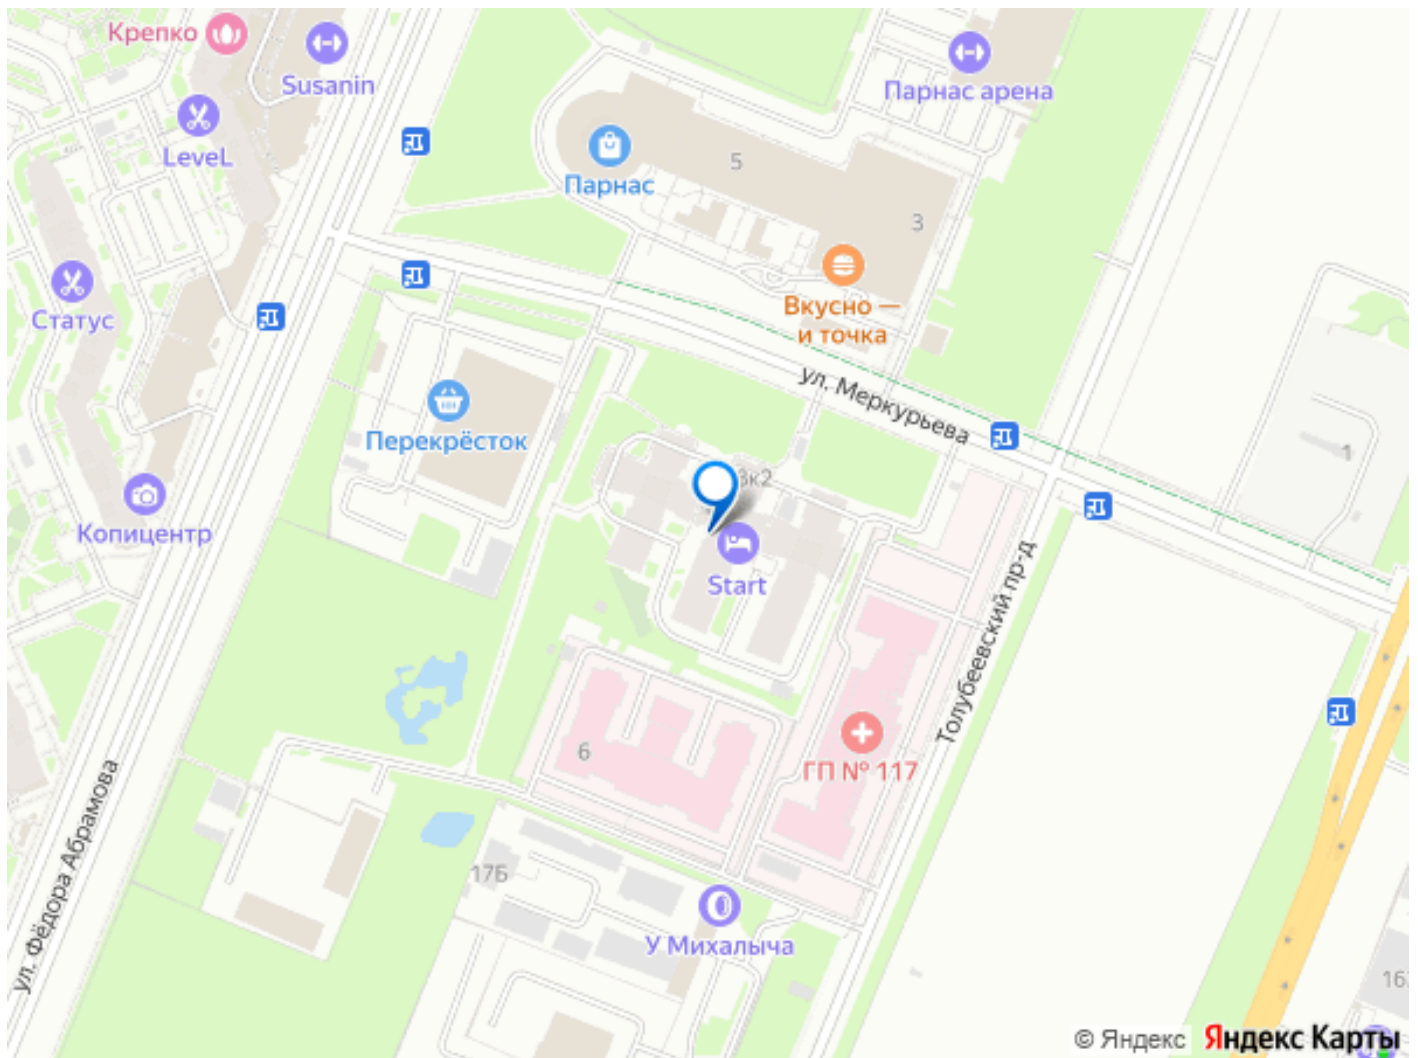 Крепко
Susanin
Парнас арена
LeveL
5
Парнас
3
Вкусно —
и точка
Статус
ул. Меркурьева
Перекрёсток
1
3к2
Копицентр
Start
Толубеевский пр-д
6
ГП № 117
ул. Фёдора Абрамова
17Б
У Михалыча
© Яндекс Яндекс Карты